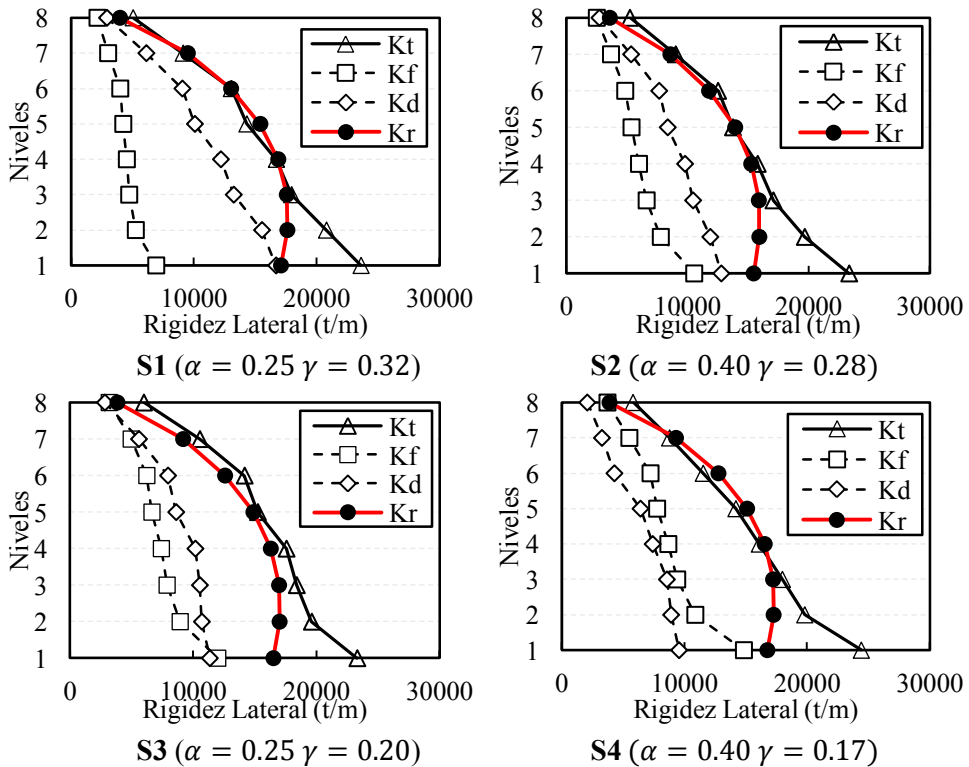 8
7
6
5
4
3
2
1
Niveles
Kt
Kf
Kd
Kr
0 10000 20000 30000
Rigidez Lateral (t/m)
S1 (α = 0.25 γ = 0.32)
8
7
6
5
4
3
2
1
Niveles
Kt
Kf
Kd
Kr
0 10000 20000 30000
Rigidez Lateral (t/m)
S2 (α = 0.40 γ = 0.28)
8
7
6
5
4
3
2
1
Niveles
Kt
Kf
Kd
Kr
0 10000 20000 30000
Rigidez Lateral (t/m)
S3 (α = 0.25 γ = 0.20)
8
7
6
5
4
3
2
1
Niveles
Kt
Kf
Kd
Kr
0 10000 20000 30000
Rigidez Lateral (t/m)
S4 (α = 0.40 γ = 0.17)